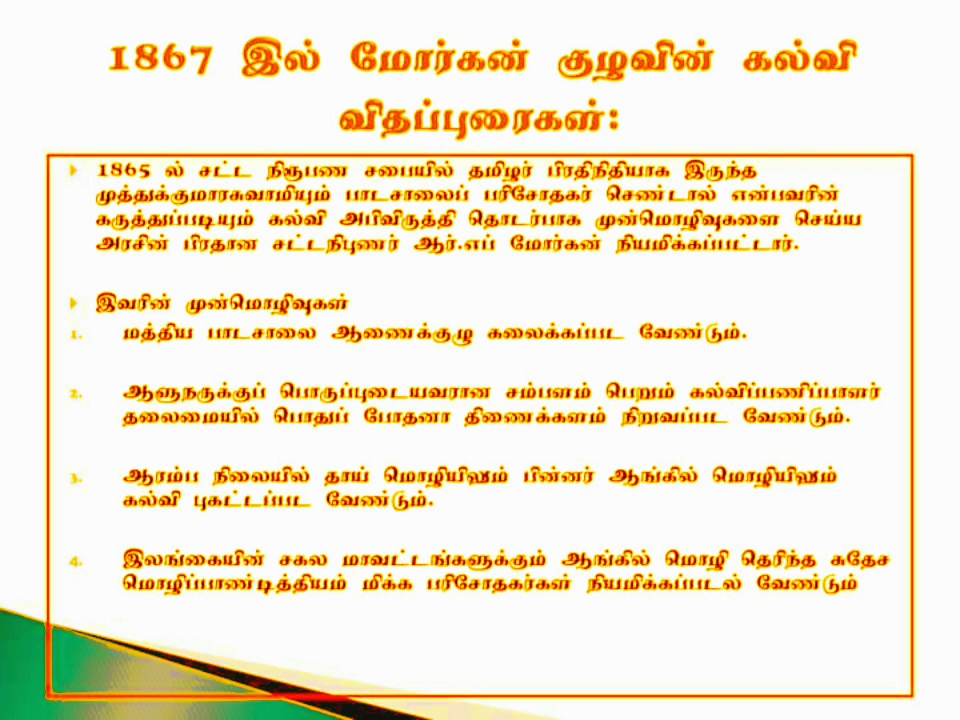 1867 இல் மோர்கன் குழவின் கல்வி
விதப்புரைகள்:
1865 ல் சட்ட நிரூபண சபையில் தமிழர் பிரதிநிதியாக இருந்த
முத்துக்குமாரசுவாமியும் பாடசாலைப் பரிசோதகர் செண்டால் என்பவரின்
கருத்துப்படியும் கல்வி அபிவிருத்தி தொடர்பாக முன்மொழிவுகளை செய்ய
அரசின் பிரதான சட்டநிபுணர் ஆர்.எப் மோர்கன் நியமிக்கப்பட்டார்.
இவரின் முன்மொழிவுகள்
1. மத்திய பாடசாலை ஆணைக்குழு கலைக்கப்பட வேண்டும்.
2. ஆளுநருக்குப் பொருப்புடையவரான சம்பளம் பெறும் கல்விப்பணிப்பாளர்
தலைமையில் பொதுப் போதனா திணைக்களம் நிறுவப்பட வேண்டும்.
3. ஆரம்ப நிலையில் தாய் மொழியிலும் பின்னர் ஆங்கில மொழியிலும்
கல்வி புகட்டப்பட வேண்டும்.
4. இலங்கையின் சகல மாவட்டங்களுக்கும் ஆங்கில் மொழி தெரிந்த சுதேச
மொழிப்பாண்டித்தியம் மிக்க பரிசோதகர்கள் நியமிக்கப்படல் வேண்டும்